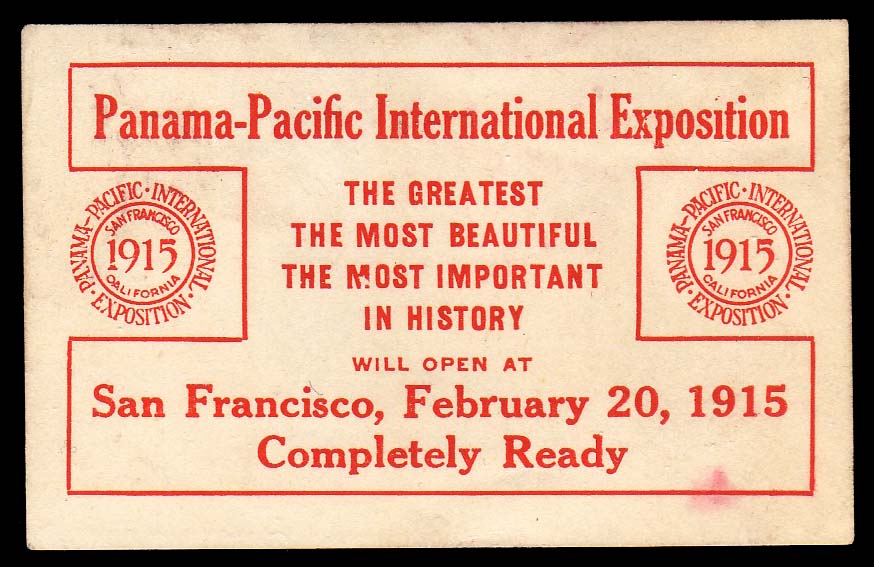 Panama-Pacific International Exposition
PANAMA-PACIFIC·INTERNATIONAL·EXPOSITION·
SAN FRANCISCO
1915
CALIFORNIA
THE GREATEST
THE MOST BEAUTIFUL
THE MOST IMPORTANT
IN HISTORY
PANAMA-PACIFIC·INTERNATIONAL·EXPOSITION·
SAN FRANCISCO
1915
CALIFORNIA
WILL OPEN AT
San Francisco, February 20, 1915
Completely Ready